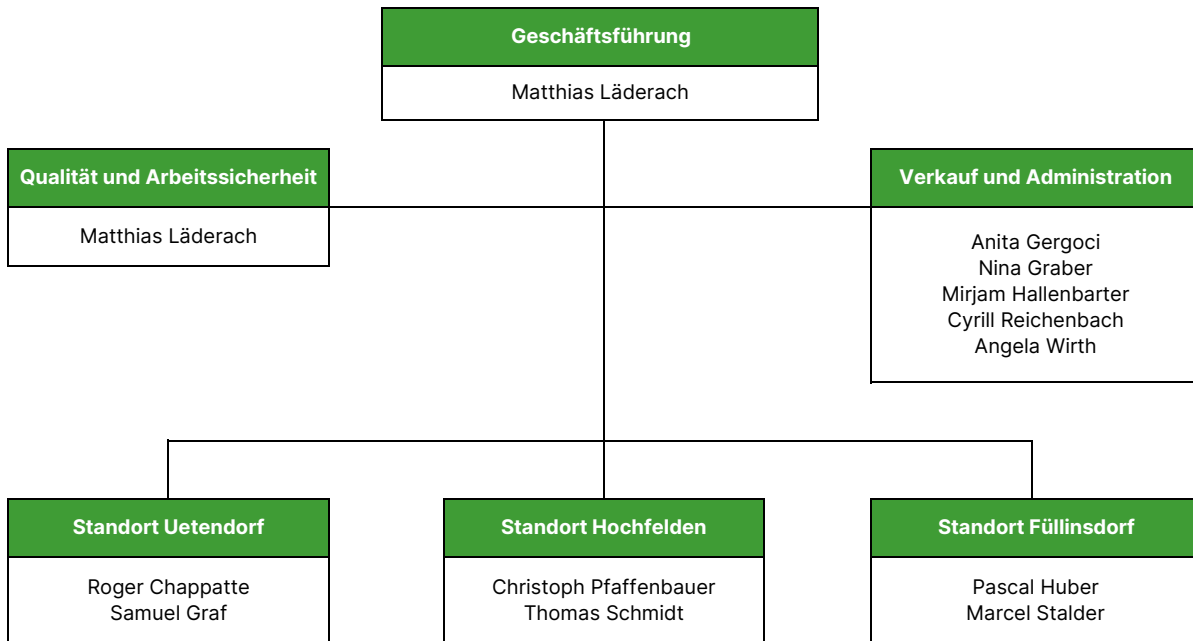 Geschäftsführung
Matthias Läderach
Qualität und Arbeitssicherheit
Matthias Läderach
Verkauf und Administration
Anita Gergoci
Nina Graber
Mirjam Hallenbarter
Cyrill Reichenbach
Angela Wirth
Standort Uetendorf
Roger Chappatte
Samuel Graf
Standort Hochfelden
Christoph Pfaffenbauer
Thomas Schmidt
Standort Füllinsdorf
Pascal Huber
Marcel Stalder